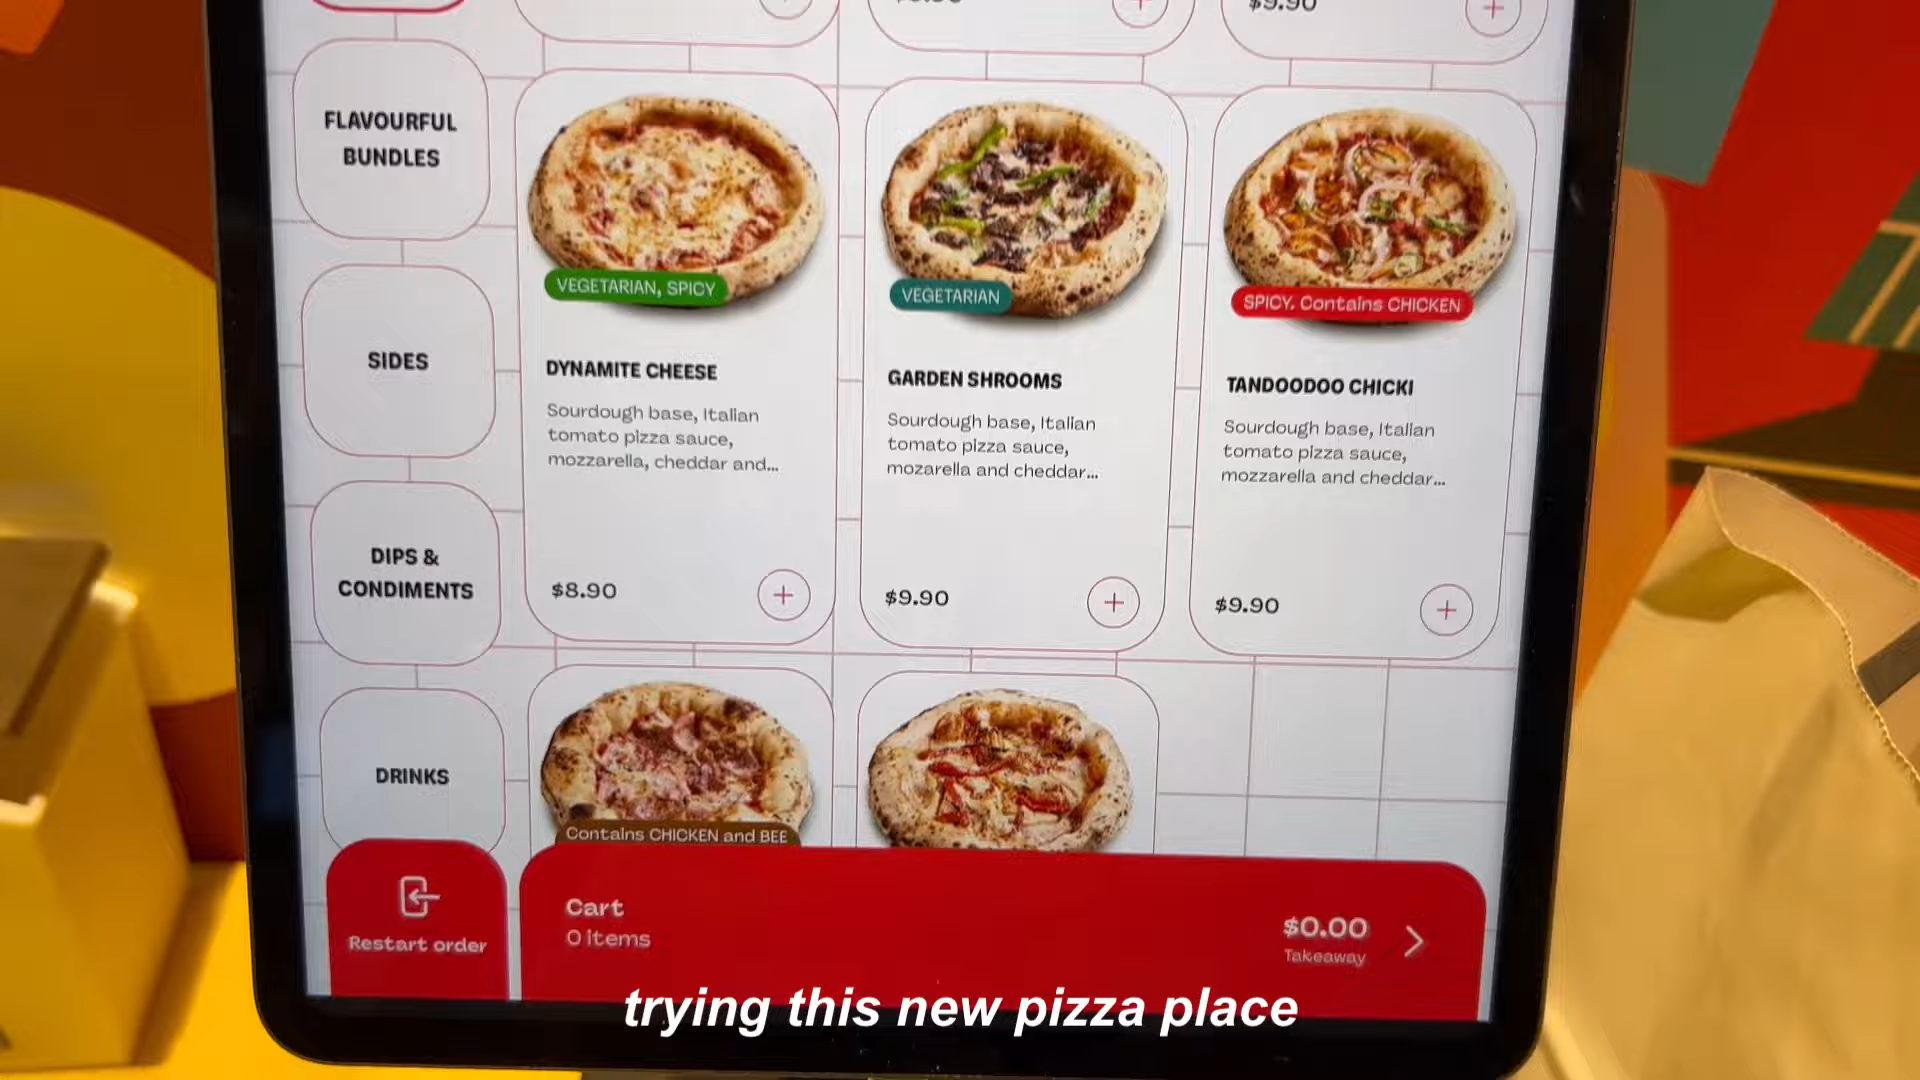 $9.90
FLAVOURFUL
BUNDLES
SIDES
DIPS &
CONDIMENTS
DRINKS
VEGETARIAN, SPICY
DYNAMITE CHEESE
Sourdough base, Italian
tomato pizza sauce,
mozzarella, cheddar and...
$8.90
VEGETARIAN
GARDEN SHROOMS
Sourdough base, Italian
tomato pizza sauce,
mozarella and cheddar...
$9.90
SPICY, Contains CHICKEN
TANDOODOO CHICKI
Sourdough base, Italian
tomato pizza sauce,
mozzarella and cheddar...
$9.90
Contains CHICKEN and BEE
Restart order
Cart
0 items
$0.00
Takeaway
trying this new pizza place